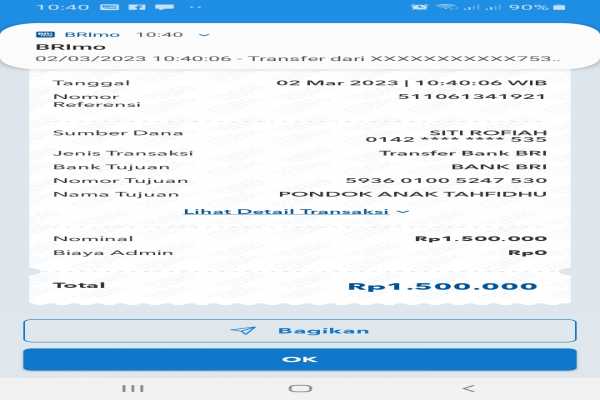 10:40 90%
BRImo 10:40
BRImo
02/03/2023 10:40:06 - Transfer dari XXXXXXXXXXX753..
Tanggal 02 Mar 2023 | 10:40:06 WIB
Nomor Referensi 511061341921
Sumber Dana SITI ROFIAH
0142 **** **** 535
Jenis Transaksi Transfer Bank BRI
Bank Tujuan BANK BRI
Nomor Tujuan 5936 0100 5247 530
Nama Tujuan PONDOK ANAK TAHFIDHU
Lihat Detail Transaksi
Nominal Rp1.500.000
Biaya Admin Rp0
Total Rp1.500.000
Bagikan
OK